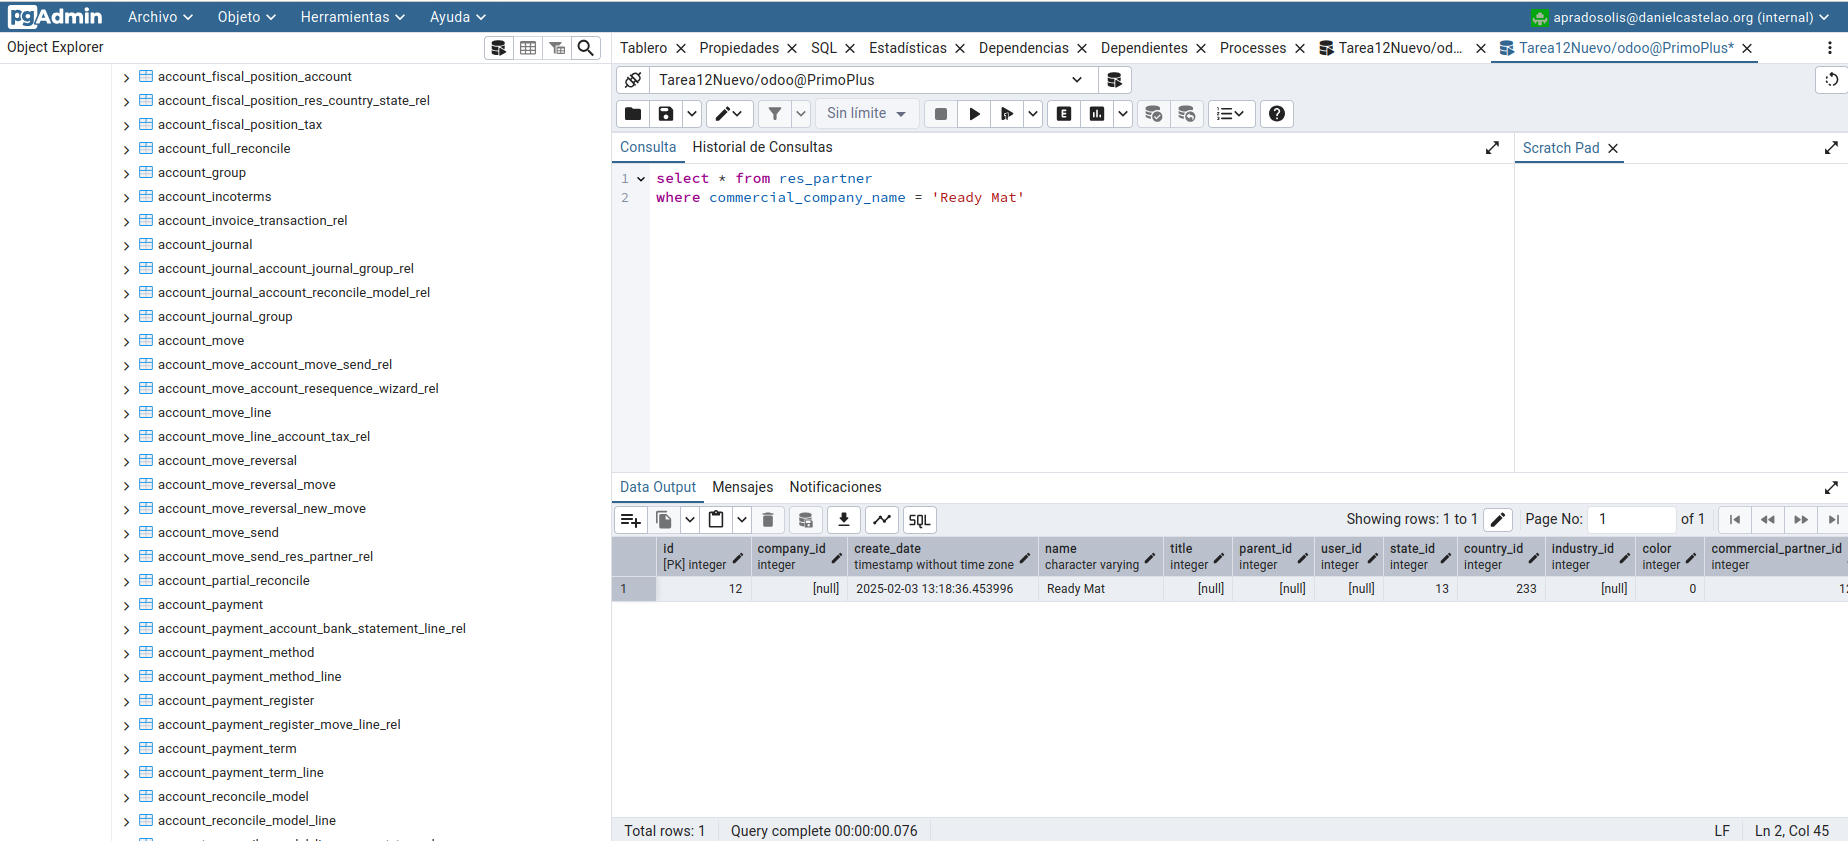 pgAdmin Archivo Objeto Herramientas Ayuda apradosolis@danielcastelao.org (internal)
Object Explorer
account_fiscal_position_account
account_fiscal_position_res_country_state_rel
account_fiscal_position_tax
account_full_reconcile
account_group
account_incoterms
account_invoice_transaction_rel
account_journal
account_journal_account_journal_group_rel
account_journal_account_reconcile_model_rel
account_journal_group
account_move
account_move_account_move_send_rel
account_move_account_resequence_wizard_rel
account_move_line
account_move_line_account_tax_rel
account_move_reversal
account_move_reversal_move
account_move_reversal_new_move
account_move_send
account_move_send_res_partner_rel
account_partial_reconcile
account_payment
account_payment_account_bank_statement_line_rel
account_payment_method
account_payment_method_line
account_payment_register
account_payment_register_move_line_rel
account_payment_term
account_payment_term_line
account_reconcile_model
account_reconcile_model_line
Tablero Propiedades SQL Estadísticas Dependencias Dependientes Processes Tarea12Nuevo/od... Tarea12Nuevo/odoo@PrimoPlus*
Tarea12Nuevo/odoo@PrimoPlus
Sin límite E
Consulta Historial de Consultas Scratch Pad
1 select * from res_partner
2 where commercial_company_name = 'Ready Mat'
Data Output Mensajes Notificaciones
SQL Showing rows: 1 to 1 Page No: 1 of 1
id company_id create_date name title parent_id user_id state_id country_id industry_id color commercial_partner_id
[PK] integer integer timestamp without time zone character varying integer integer integer integer integer integer integer integer
1 12 [null] 2025-02-03 13:18:36.453996 Ready Mat [null] [null] [null] 13 233 [null] 0
Total rows: 1 Query complete 00:00:00.076 LF Ln 2, Col 45